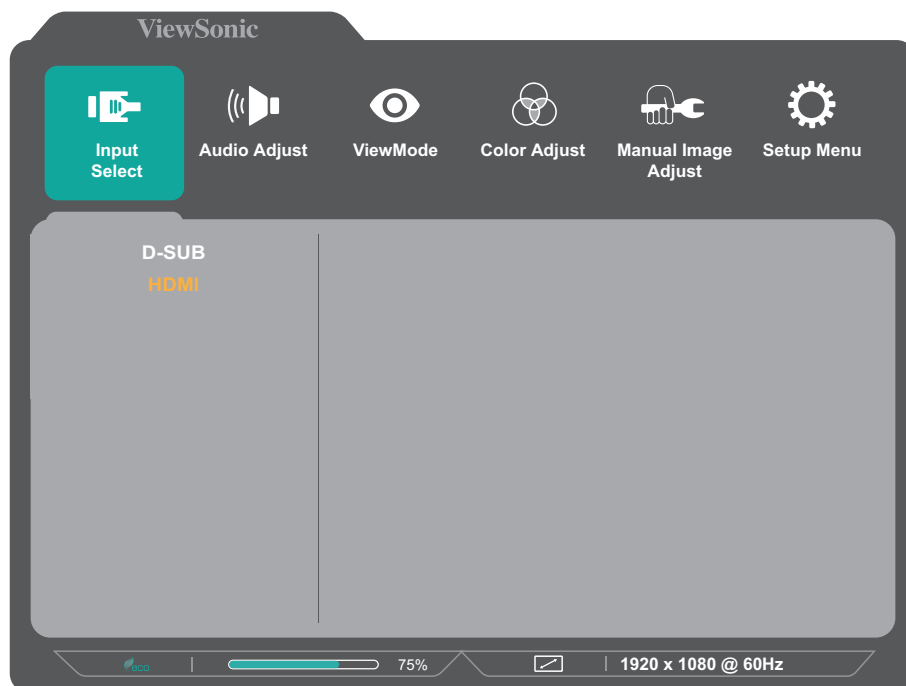 ViewSonic
Input
Select
Audio Adjust
ViewMode
Color Adjust
Manual Image
Adjust
Setup Menu
D-SUB
HDMI
eco
75%
1920 x 1080 @ 60Hz